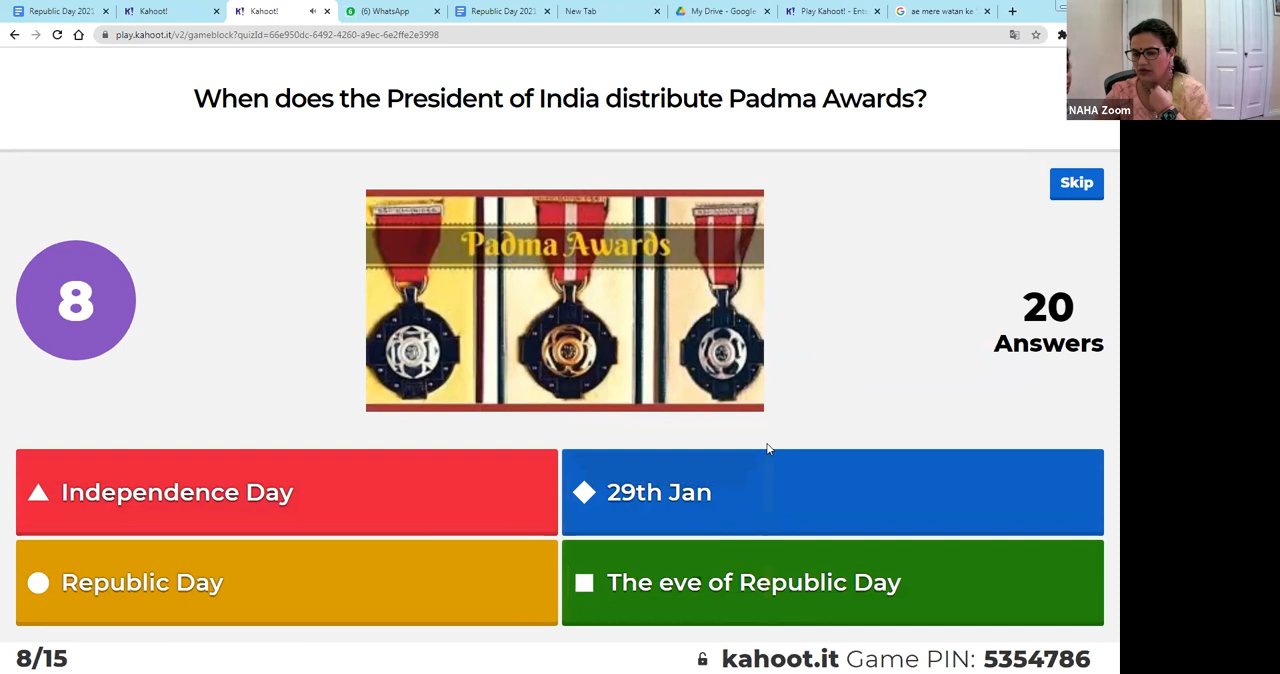 Republic Day 2021
Kahoot!
Kahoot!
(6) WhatsApp
Republic Day 2021
New Tab
My Drive - Google
Play Kahoot! - Ente
ae mere watan ke
play.kahoot.it/v2/gameblock?quizId=66e950dc-6492-4260-a9ec-6e2ffe2e3998
NAHA Zoom
When does the President of India distribute Padma Awards?
Skip
Padma Awards
8
20
Answers
Independence Day
29th Jan
Republic Day
The eve of Republic Day
8/15
kahoot.it Game PIN: 5354786